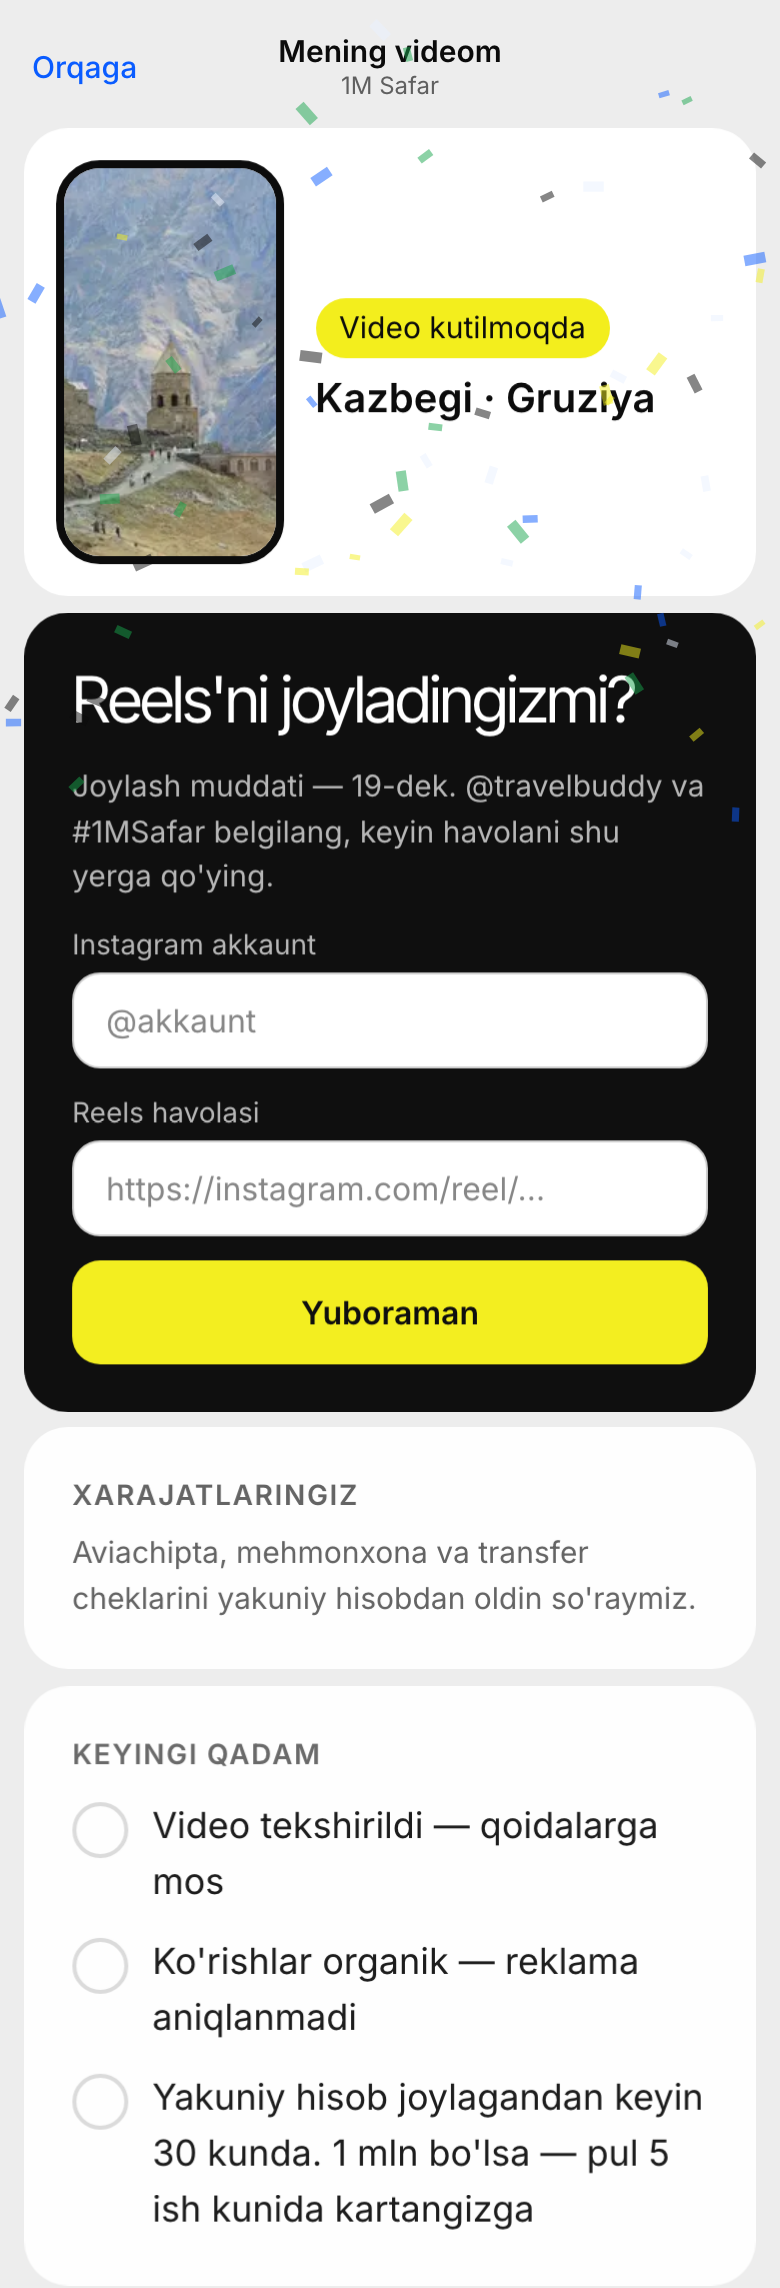 Orqaga
Mening videom
1M Safar
Video kutilmoqda
Kazbegi · Gruziya
Reels'ni joyladingizmi?
Joylash muddati — 19-dek. @travelbuddy va
#1MSafar belgilang, keyin havolani shu
yerga qo'ying.
Instagram akkaunt
@akkaunt
Reels havolasi
https://instagram.com/reel/...
Yuboraman
XARAJATLARINGIZ
Aviachipta, mehmonxona va transfer
cheklarini yakuniy hisobdan oldin so'raymiz.
KEYINGI QADAM
Video tekshirildi — qoidalarga
mos
Ko'rishlar organik — reklama
aniqlanmadi
Yakuniy hisob joylagandan keyin
30 kunda. 1 mln bo'lsa — pul 5
ish kunida kartangizga